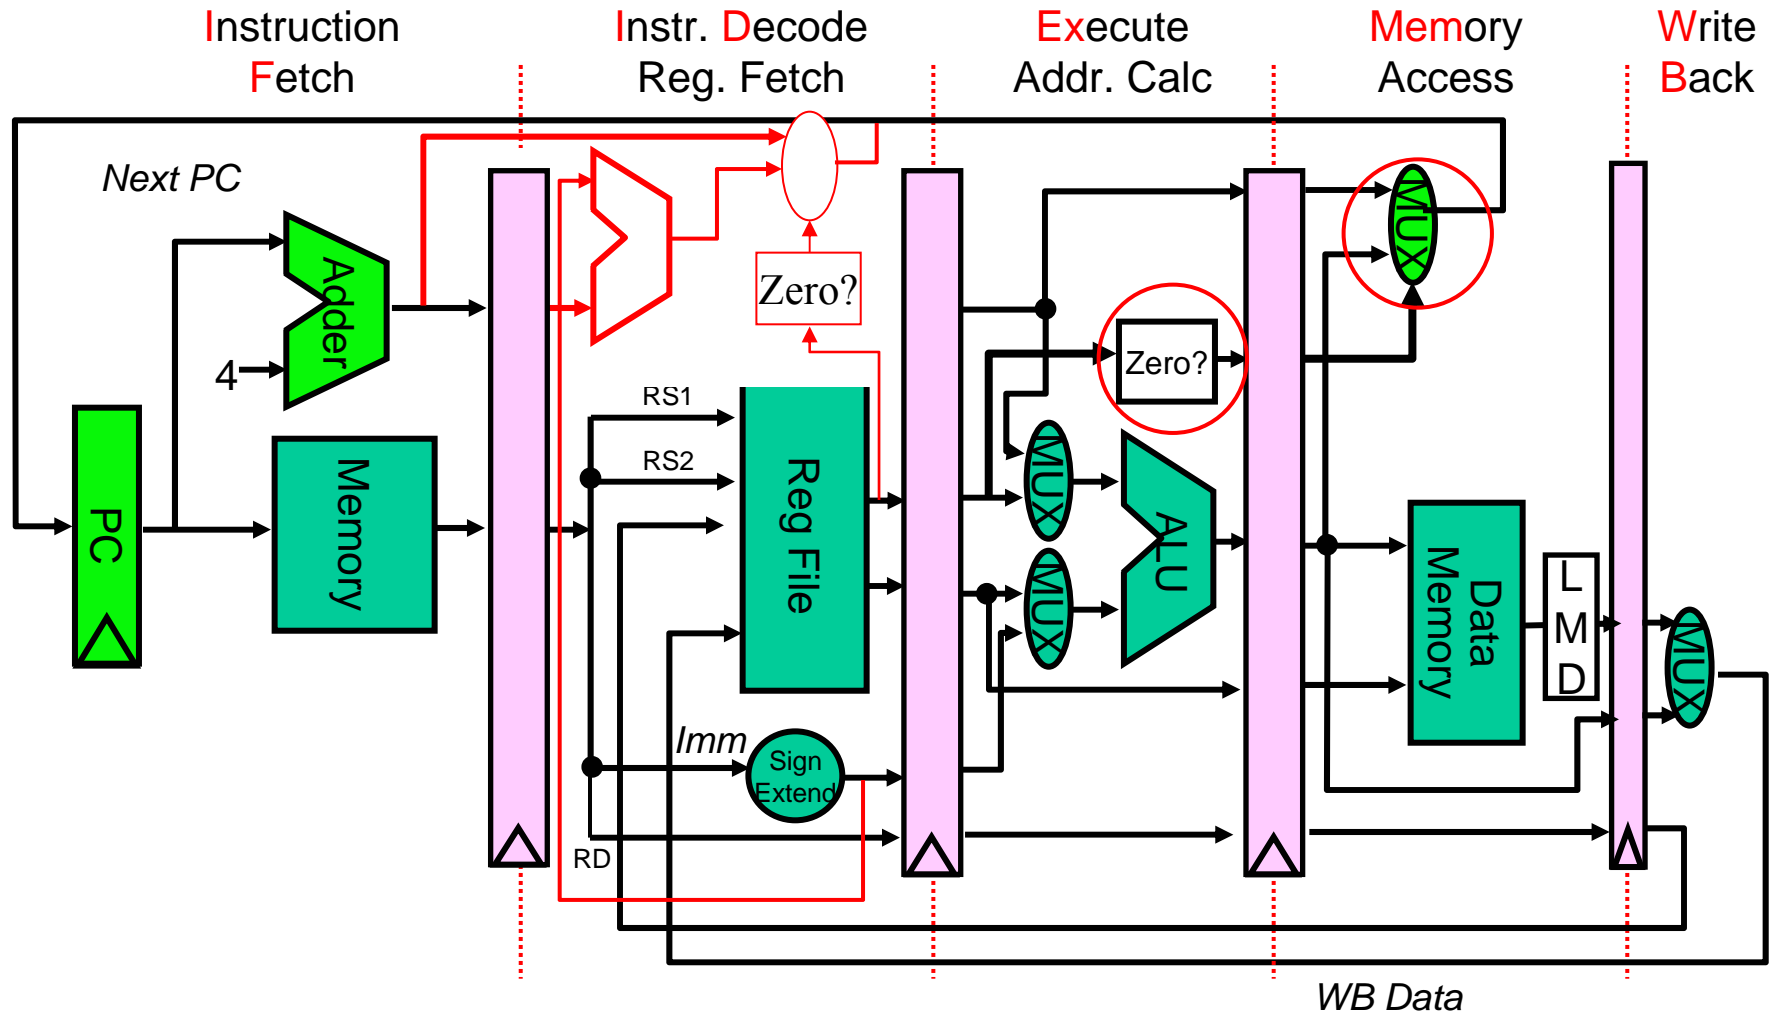 Instruction
Fetch
Instr. Decode
Reg. Fetch
Execute
Addr. Calc
Memory
Access
Write
Back
Next PC
Adder
4
PC
Memory
Zero?
RS1
RS2
Reg File
Imm
Sign
Extend
RD
Zero?
MUX
MUX
ALU
MUX
Data
Memory
L
M
D
MUX
WB Data